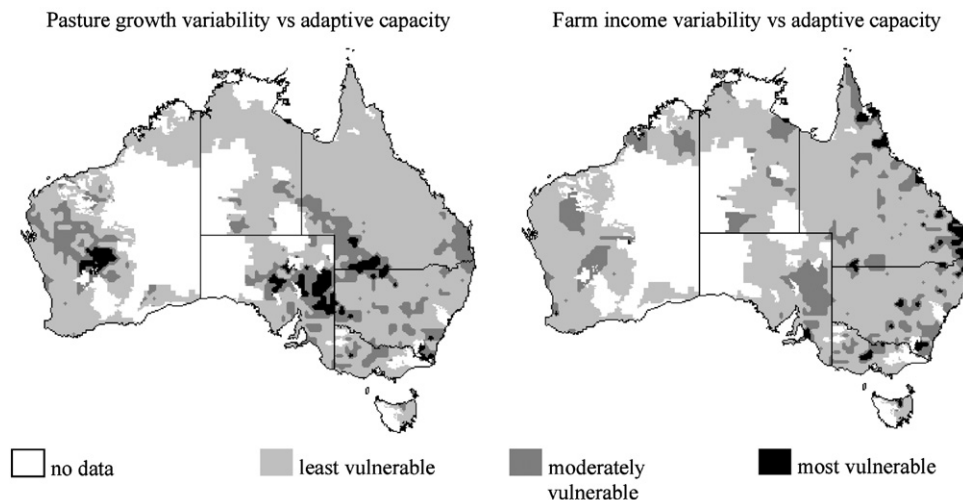 Pasture growth variability vs adaptive capacity
Farm income variability vs adaptive capacity
no data
least vulnerable
moderately
vulnerable
most vulnerable